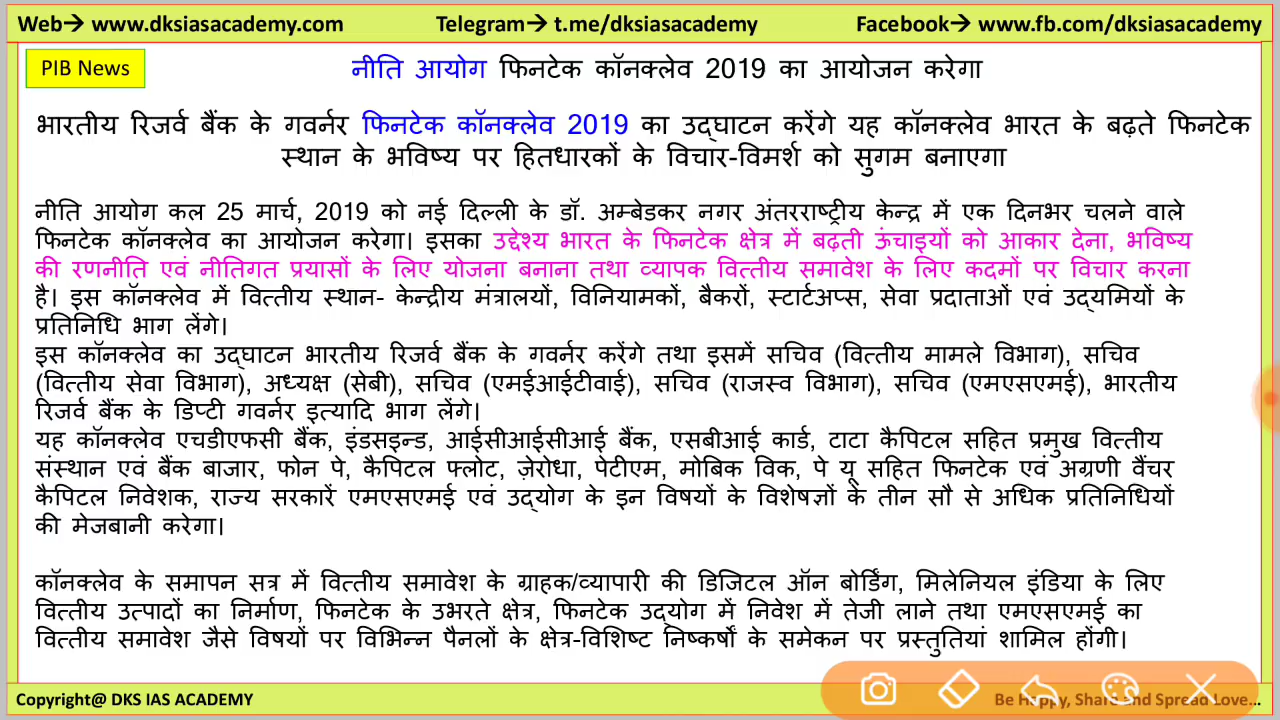 Web→ www.dksiasacademy.com Telegram→ t.me/dksiasacademy Facebook→ www.fb.com/dksiasacademy
PIB News
नीति आयोग फिनटेक कॉनक्लेव 2019 का आयोजन करेगा
भारतीय रिजर्व बैंक के गवर्नर फिनटेक कॉनक्लेव 2019 का उद्घाटन करेंगे यह कॉनक्लेव भारत के बढ़ते फिनटेक
स्थान के भविष्य पर हितधारकों के विचार-विमर्श को सुगम बनाएगा
नीति आयोग कल 25 मार्च, 2019 को नई दिल्ली के डॉ. अम्बेडकर नगर अंतरराष्ट्रीय केन्द्र में एक दिनभर चलने वाले
फिनटेक कॉनक्लेव का आयोजन करेगा। इसका उद्देश्य भारत के फिनटेक क्षेत्र में बढ़ती ऊंचाइयों को आकार देना, भविष्य
की रणनीति एवं नीतिगत प्रयासों के लिए योजना बनाना तथा व्यापक वित्तीय समावेश के लिए कदमों पर विचार करना
है। इस कॉनक्लेव में वित्तीय स्थान- केन्द्रीय मंत्रालयों, विनियामकों, बैकरों, स्टार्टअप्स, सेवा प्रदाताओं एवं उद्यमियों के
प्रतिनिधि भाग लेंगे।
इस कॉनक्लेव का उद्घाटन भारतीय रिजर्व बैंक के गवर्नर करेंगे तथा इसमें सचिव (वित्तीय मामले विभाग), सचिव
(वित्तीय सेवा विभाग), अध्यक्ष (सेबी), सचिव (एमईआईटीवाई), सचिव (राजस्व विभाग), सचिव (एमएसएमई), भारतीय
रिजर्व बैंक के डिप्टी गवर्नर इत्यादि भाग लेंगे।
यह कॉनक्लेव एचडीएफसी बैंक, इंडसइन्ड, आईसीआईसीआई बैंक, एसबीआई कार्ड, टाटा कैपिटल सहित प्रमुख वित्तीय
संस्थान एवं बैंक बाजार, फोन पे, कैपिटल फ्लोट, ज़ेरोधा, पेटीएम, मोबिक विक, पे यू सहित फिनटेक एवं अग्रणी वैंचर
कैपिटल निवेशक, राज्य सरकारें एमएसएमई एवं उद्योग के इन विषयों के विशेषज्ञों के तीन सौ से अधिक प्रतिनिधियों
की मेजबानी करेगा।
कॉनक्लेव के समापन सत्र में वित्तीय समावेश के ग्राहक/व्यापारी की डिजिटल ऑन बोर्डिंग, मिलेनियल इंडिया के लिए
वित्तीय उत्पादों का निर्माण, फिनटेक के उभरते क्षेत्र, फिनटेक उद्योग में निवेश में तेजी लाने तथा एमएसएमई का
वित्तीय समावेश जैसे विषयों पर विभिन्न पैनलों के क्षेत्र-विशिष्ट निष्कर्षों के समेकन पर प्रस्तुतियां शामिल होंगी।
Copyright@ DKS IAS ACADEMY Be Happy, Share and Spread Love...